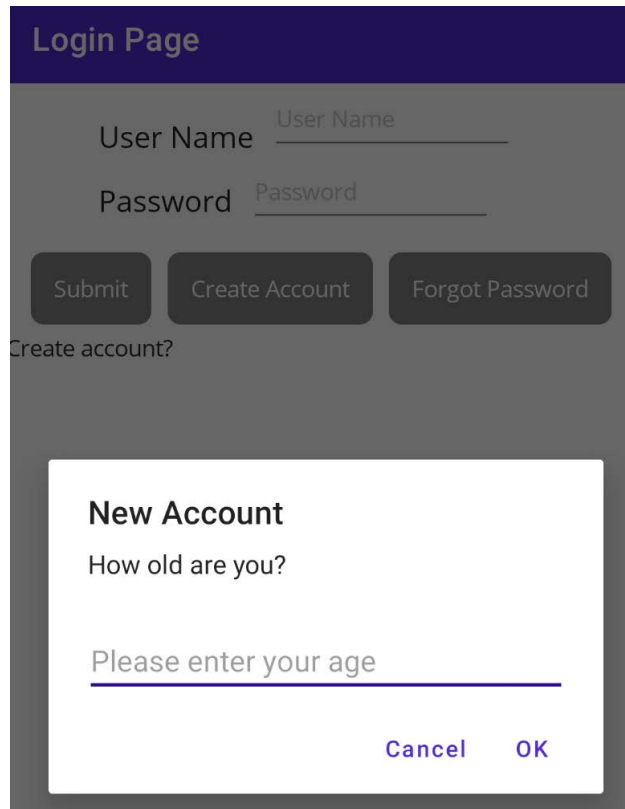 Login Page
User Name User Name
Password Password
Submit Create Account Forgot Password
Create account?
New Account
How old are you?
Please enter your age
Cancel OK